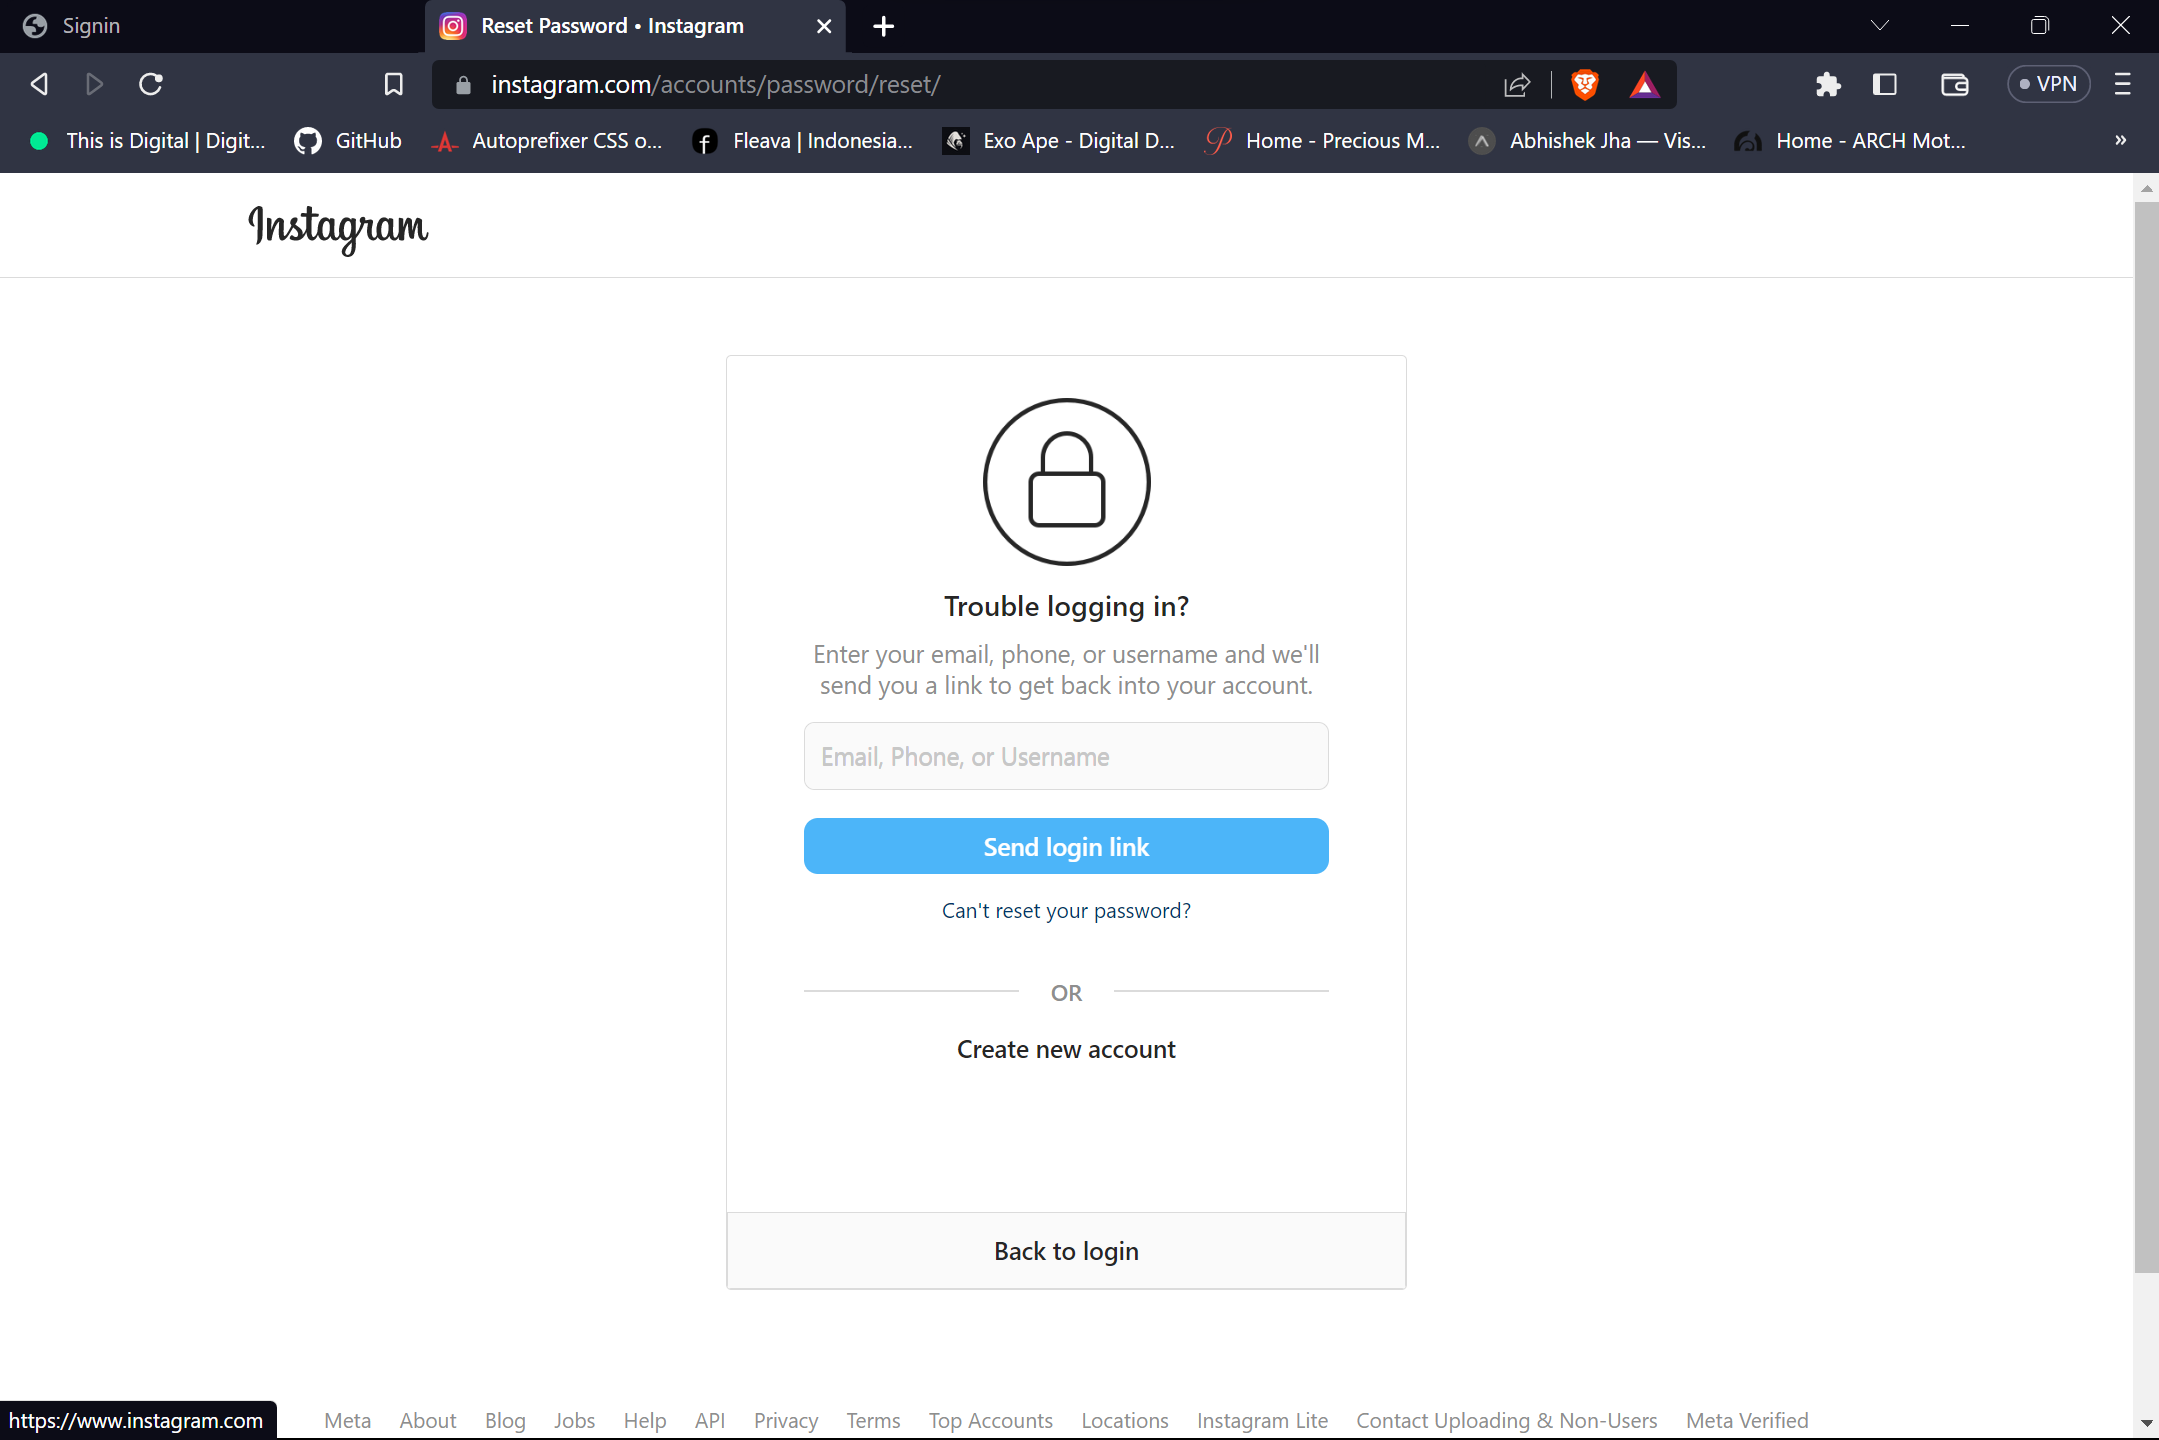 Signin
Reset Password • Instagram
instagram.com/accounts/password/reset/
VPN
This is Digital | Digit...
GitHub
Autoprefixer CSS o...
Fleava | Indonesia...
Exo Ape - Digital D...
Home - Precious M...
Abhishek Jha — Vis...
Home - ARCH Mot...
Instagram
Trouble logging in?
Enter your email, phone, or username and we'll
send you a link to get back into your account.
Email, Phone, or Username
Send login link
Can't reset your password?
OR
Create new account
Back to login
https://www.instagram.com
Meta About Blog Jobs Help API Privacy Terms Top Accounts Locations Instagram Lite Contact Uploading & Non-Users Meta Verified